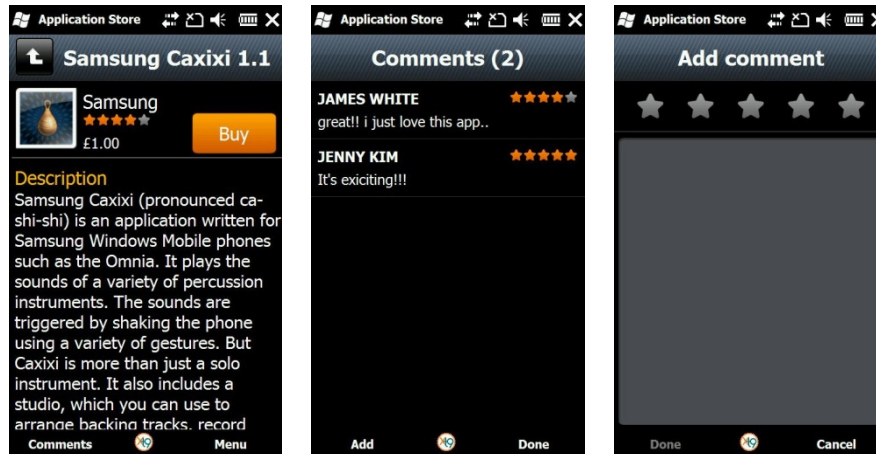 Application Store
Samsung Caxixi 1.1
Samsung
£1.00
Buy
Description
Samsung Caxixi (pronounced ca-
shi-shi) is an application written for
Samsung Windows Mobile phones
such as the Omnia. It plays the
sounds of a variety of percussion
instruments. The sounds are
triggered by shaking the phone
using a variety of gestures. But
Caxixi is more than just a solo
instrument. It also includes a
studio, which you can use to
arrange backing tracks, record
Comments
Menu
Application Store
Comments (2)
JAMES WHITE
great!! i just love this app..
JENNY KIM
It's exiciting!!!
Add
Done
Application Store
Add comment
Done
Cancel